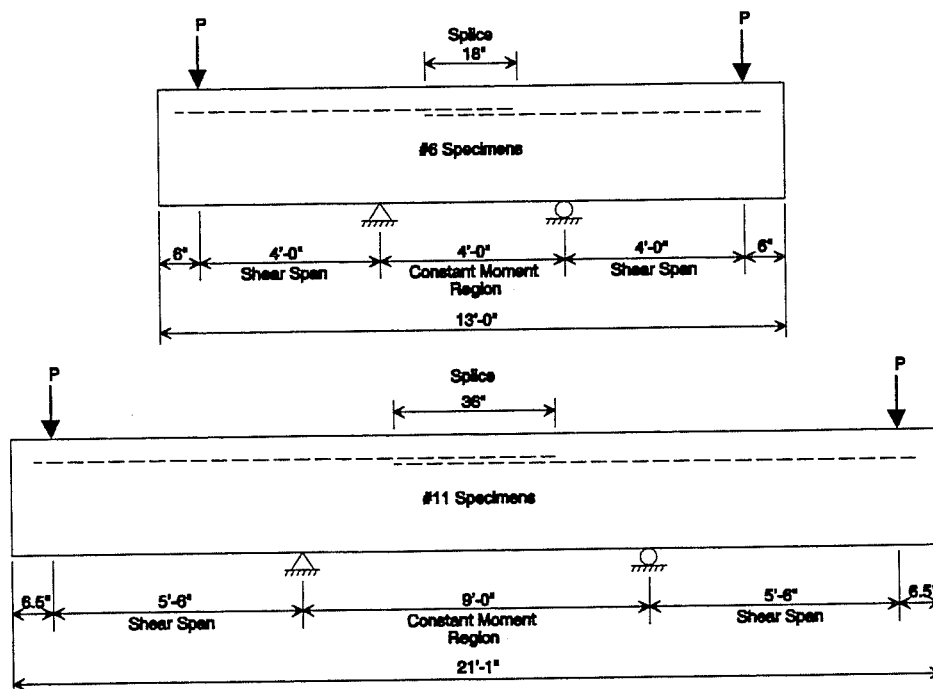 P
P
Splice
18"
#6 Specimens
6"
4'-0"
4'-0"
4'-0"
6"
Shear Span
Constant Moment
Shear Span
Region
13'-0"
P
P
Splice
36"
#11 Specimens
6.5"
5'-6"
9'-0"
5'-6"
6.5"
Shear Span
Constant Moment
Shear Span
Region
21'-1"